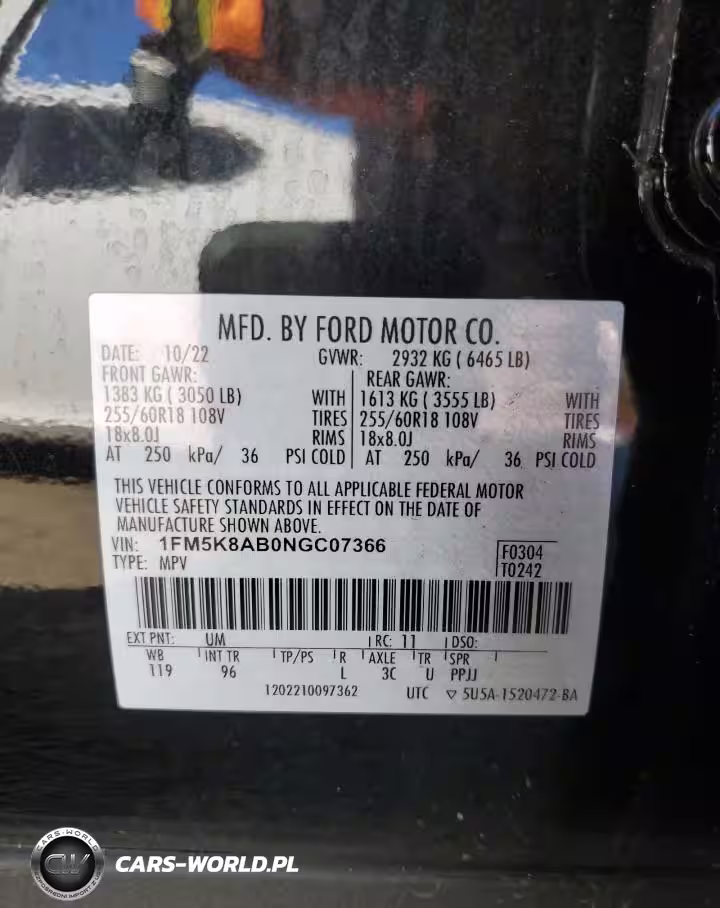 MFD. BY FORD MOTOR CO.
DATE: 10/22 GVWR: 2932 KG ( 6465 LB)
FRONT GAWR: REAR GAWR:
1383 KG ( 3050 LB) WITH 1613 KG ( 3555 LB) WITH
255/60R18 108V TIRES 255/60R18 108V TIRES
18x8.0J RIMS 18x8.0J RIMS
AT 250 kPa/ 36 PSI COLD AT 250 kPa/ 36 PSI COLD
THIS VEHICLE CONFORMS TO ALL APPLICABLE FEDERAL MOTOR
VEHICLE SAFETY STANDARDS IN EFFECT ON THE DATE OF
MANUFACTURE SHOWN ABOVE.
VIN: 1FM5K8AB0NGC07366 F0304
TYPE: MPV T0242
EXT PNT: UM RC: 11 DSO:
WB INT TR TP/PS R AXLE TR SPR
119 96 L 3C U PPJJ
1202210097362 UTC ▽ 5U5A-1520472-BA
CARS-WORLD
CW
CARS-WORLD.PL